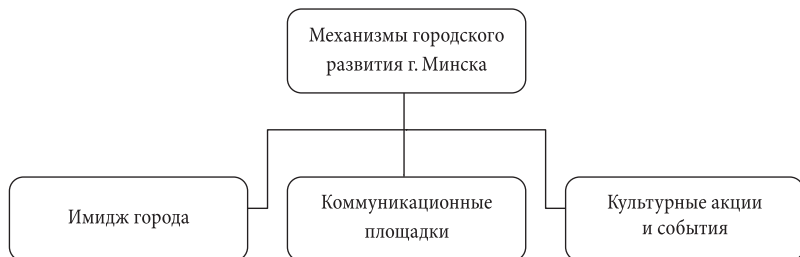 Механизмы городского
развития г. Минска
Имидж города
Коммуникационные
площадки
Культурные акции
и события